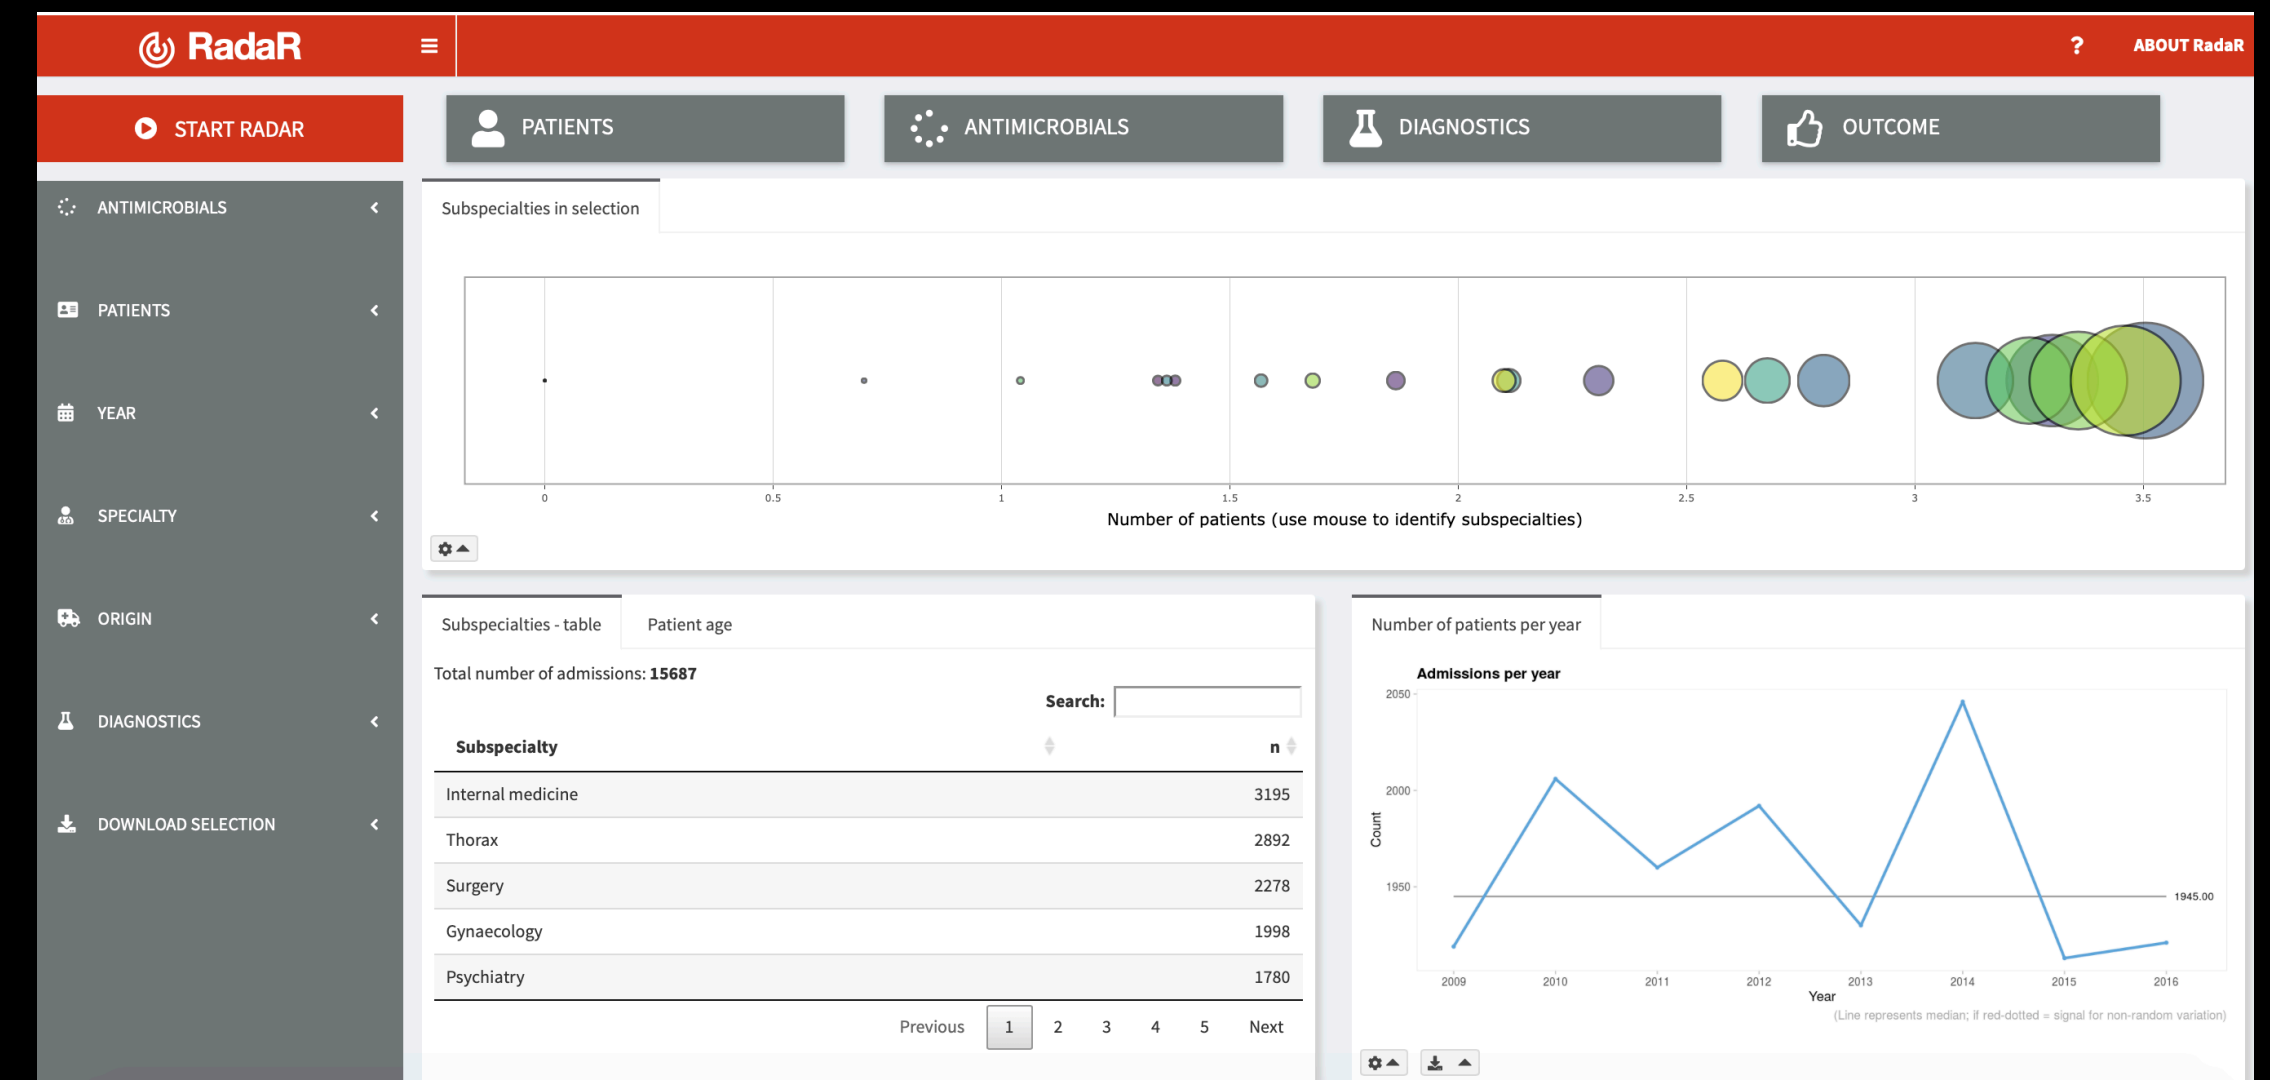 RadaR
? ABOUT RadaR
START RADAR
PATIENTS
ANTIMICROBIALS
DIAGNOSTICS
OUTCOME
ANTIMICROBIALS
PATIENTS
YEAR
SPECIALTY
ORIGIN
DIAGNOSTICS
DOWNLOAD SELECTION
Subspecialties in selection
0 0.5 1 1.5 2 2.5 3 3.5
Number of patients (use mouse to identify subspecialties)
Subspecialties - table Patient age
Total number of admissions: 15687
Search:
Subspecialty n
Internal medicine 3195
Thorax 2892
Surgery 2278
Gynaecology 1998
Psychiatry 1780
Previous 1 2 3 4 5 Next
Number of patients per year
Admissions per year
2050
2000
1950
Count
1945.00
2009 2010 2011 2012 2013 2014 2015 2016
Year
(Line represents median; if red-dotted = signal for non-random variation)